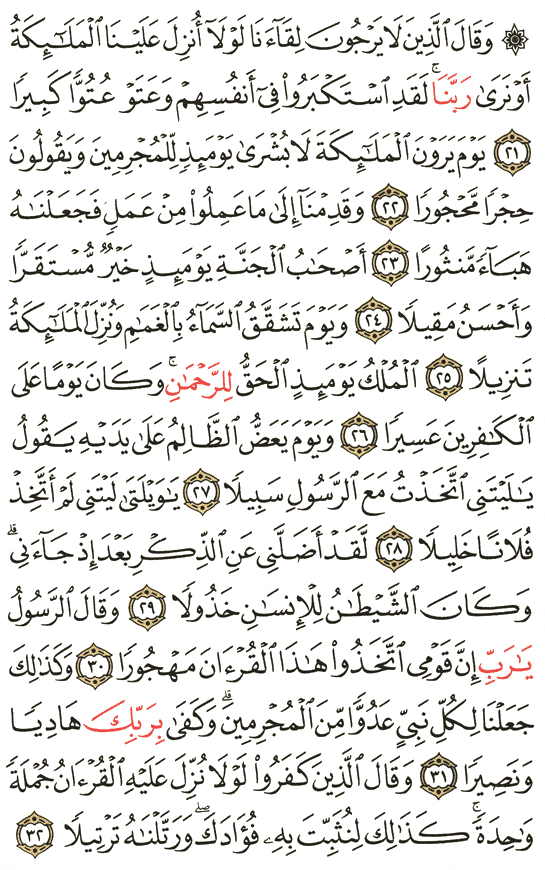 ۞ وَقَالَ ٱلَّذِينَ لَا يَرْجُونَ لِقَآءَنَا لَوْلَآ أُنزِلَ عَلَيْنَا ٱلْمَلَـٰٓئِكَةُ
أَوْ نَرَىٰ رَبَّنَا ۗ لَقَدِ ٱسْتَكْبَرُوا۟ فِىٓ أَنفُسِهِمْ وَعَتَوْ عُتُوًّا كَبِيرًا
﴿٢١﴾ يَوْمَ يَرَوْنَ ٱلْمَلَـٰٓئِكَةَ لَا بُشْرَىٰ يَوْمَئِذٍ لِّلْمُجْرِمِينَ وَيَقُولُونَ
حِجْرًا مَّحْجُورًا ﴿٢٢﴾ وَقَدِمْنَآ إِلَىٰ مَا عَمِلُوا۟ مِنْ عَمَلٍ فَجَعَلْنَـٰهُ
هَبَآءً مَّنثُورًا ﴿٢٣﴾ أَصْحَـٰبُ ٱلْجَنَّةِ يَوْمَئِذٍ خَيْرٌ مُّسْتَقَرًّا
وَأَحْسَنُ مَقِيلًا ﴿٢٤﴾ وَيَوْمَ تَشَقَّقُ ٱلسَّمَآءُ بِٱلْغَمَـٰمِ وَنُزِّلَ ٱلْمَلَـٰٓئِكَةُ
تَنزِيلًا ﴿٢٥﴾ ٱلْمُلْكُ يَوْمَئِذٍ ٱلْحَقُّ لِلرَّحْمَـٰنِ ۚ وَكَانَ يَوْمًا عَلَى
ٱلْكَـٰفِرِينَ عَسِيرًا ﴿٢٦﴾ وَيَوْمَ يَعَضُّ ٱلظَّالِمُ عَلَىٰ يَدَيْهِ يَقُولُ
يَـٰلَيْتَنِى ٱتَّخَذْتُ مَعَ ٱلرَّسُولِ سَبِيلًا ﴿٢٧﴾ يَـٰوَيْلَتَىٰ لَيْتَنِى لَمْ أَتَّخِذْ
فُلَانًا خَلِيلًا ﴿٢٨﴾ لَّقَدْ أَضَلَّنِى عَنِ ٱلذِّكْرِ بَعْدَ إِذْ جَآءَنِى ۗ
وَكَانَ ٱلشَّيْطَـٰنُ لِلْإِنسَـٰنِ خَذُولًا ﴿٢٩﴾ وَقَالَ ٱلرَّسُولُ
يَـٰرَبِّ إِنَّ قَوْمِى ٱتَّخَذُوا۟ هَـٰذَا ٱلْقُرْءَانَ مَهْجُورًا ﴿٣٠﴾ وَكَذَٰلِكَ
جَعَلْنَا لِكُلِّ نَبِىٍّ عَدُوًّا مِّنَ ٱلْمُجْرِمِينَ ۗ وَكَفَىٰ بِرَبِّكَ هَادِيًا
وَنَصِيرًا ﴿٣١﴾ وَقَالَ ٱلَّذِينَ كَفَرُوا۟ لَوْلَا نُزِّلَ عَلَيْهِ ٱلْقُرْءَانُ جُمْلَةً
وَٰحِدَةً ۚ كَذَٰلِكَ لِنُثَبِّتَ بِهِۦ فُؤَادَكَ ۖ وَرَتَّلْنَـٰهُ تَرْتِيلًا ﴿٣٢﴾